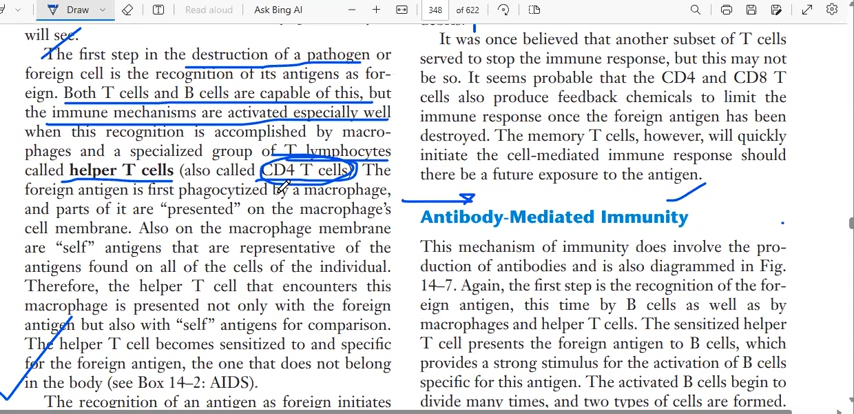 Draw
Read aloud
Ask Bing AI
348
of 622
will see.
The first step in the destruction of a pathogen or
foreign cell is the recognition of its antigens as for-
eign. Both T cells and B cells are capable of this, but
the immune mechanisms are activated especially well
when this recognition is accomplished by macro-
phages and a specialized group of T lymphocytes
called helper T cells (also called CD4 T cells). The
foreign antigen is first phagocytized by a macrophage,
and parts of it are “presented” on the macrophage’s
cell membrane. Also on the macrophage membrane
are “self” antigens that are representative of the
antigens found on all of the cells of the individual.
Therefore, the helper T cell that encounters this
macrophage is presented not only with the foreign
antigen but also with “self” antigens for comparison.
The helper T cell becomes sensitized to and specific
for the foreign antigen, the one that does not belong
in the body (see Box 14–2: AIDS).
The recognition of an antigen as foreign initiates
It was once believed that another subset of T cells
served to stop the immune response, but this may not
be so. It seems probable that the CD4 and CD8 T
cells also produce feedback chemicals to limit the
immune response once the foreign antigen has been
destroyed. The memory T cells, however, will quickly
initiate the cell-mediated immune response should
there be a future exposure to the antigen.
Antibody-Mediated Immunity
This mechanism of immunity does involve the pro-
duction of antibodies and is also diagrammed in Fig.
14–7. Again, the first step is the recognition of the for-
eign antigen, this time by B cells as well as by
macrophages and helper T cells. The sensitized helper
T cell presents the foreign antigen to B cells, which
provides a strong stimulus for the activation of B cells
specific for this antigen. The activated B cells begin to
divide many times, and two types of cells are formed.